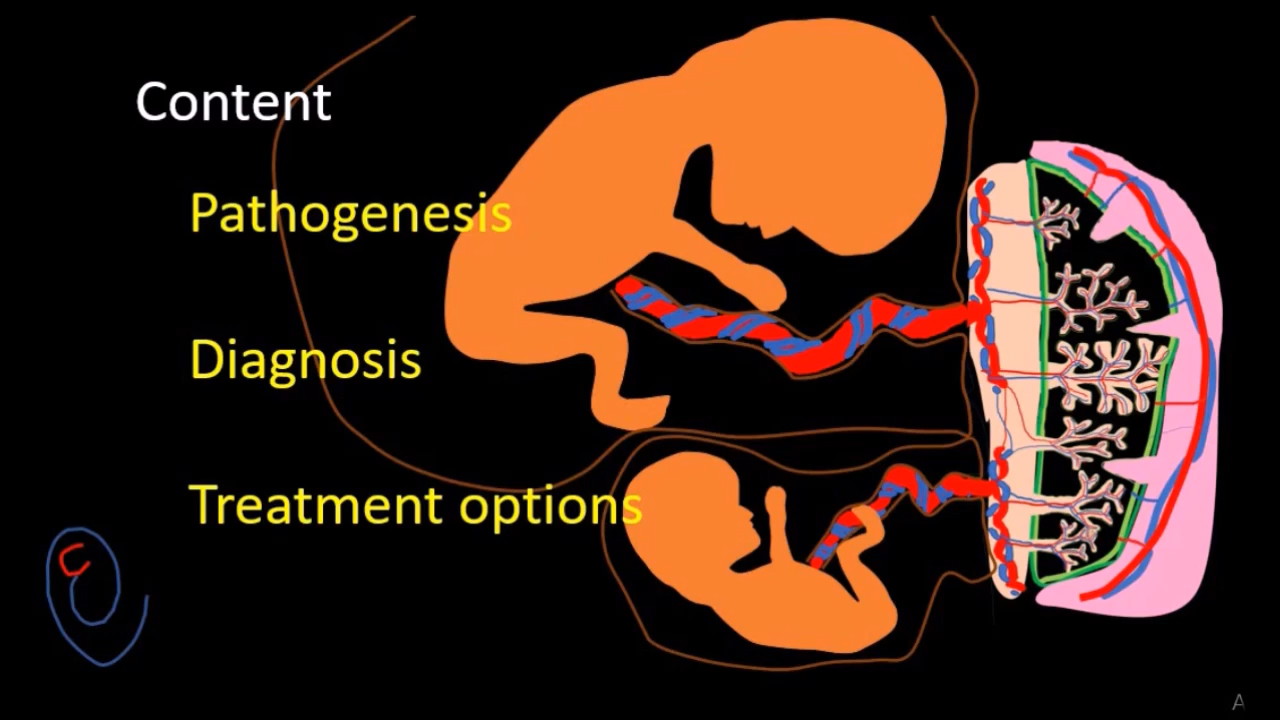 Content
Pathogenesis
Diagnosis
Treatment options
A